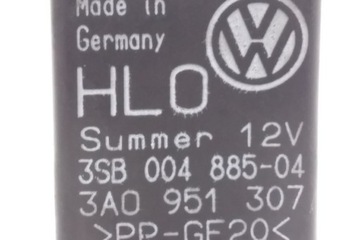 Made in
Germany
HLO
Summer 12V
3SB 004 885-04
3A0 951 307
>PP-GF20<